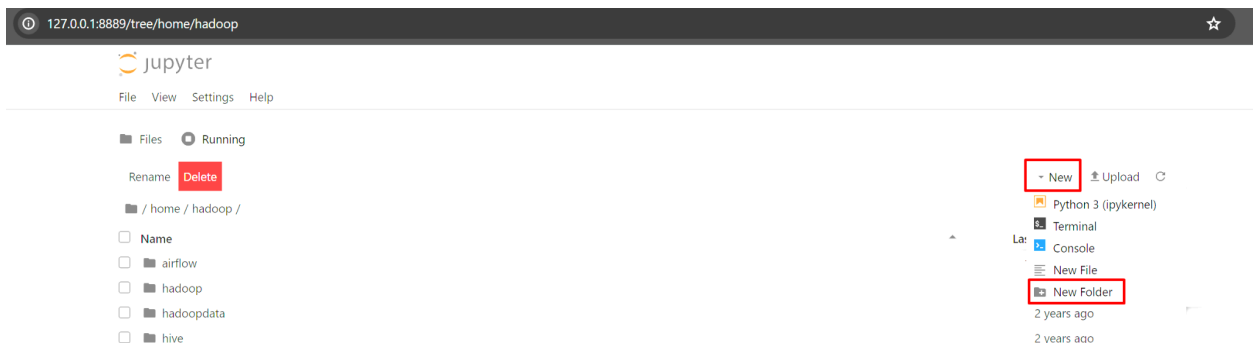 127.0.0.1:8889/tree/home/hadoop
jupyter
File View Settings Help
Files Running
Rename Delete
New Upload
/ home / hadoop /
Python 3 (ipykernel)
Terminal
Name
Console
airflow
New File
hadoop
New Folder
hadoopdata
2 years ago
hive
2 years ago